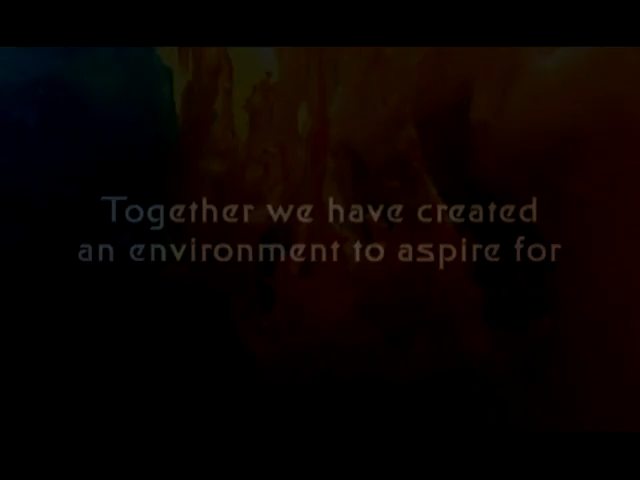 Together we have created
an environment to aspire for